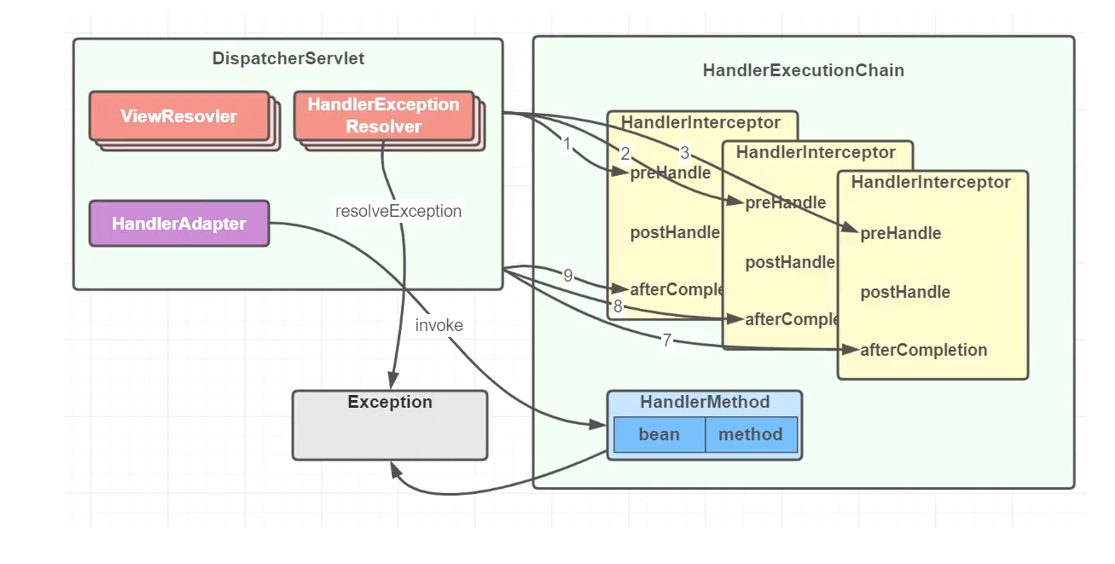 DispatcherServlet
ViewResovler
HandlerException
Resolver
HandlerAdapter
resolveException
invoke
Exception
HandlerExecutionChain
1
2
3
HandlerInterceptor
preHandle
postHandle
afterComple
HandlerInterceptor
preHandle
postHandle
afterComple
HandlerInterceptor
preHandle
postHandle
afterCompletion
9
8
7
HandlerMethod
bean
method